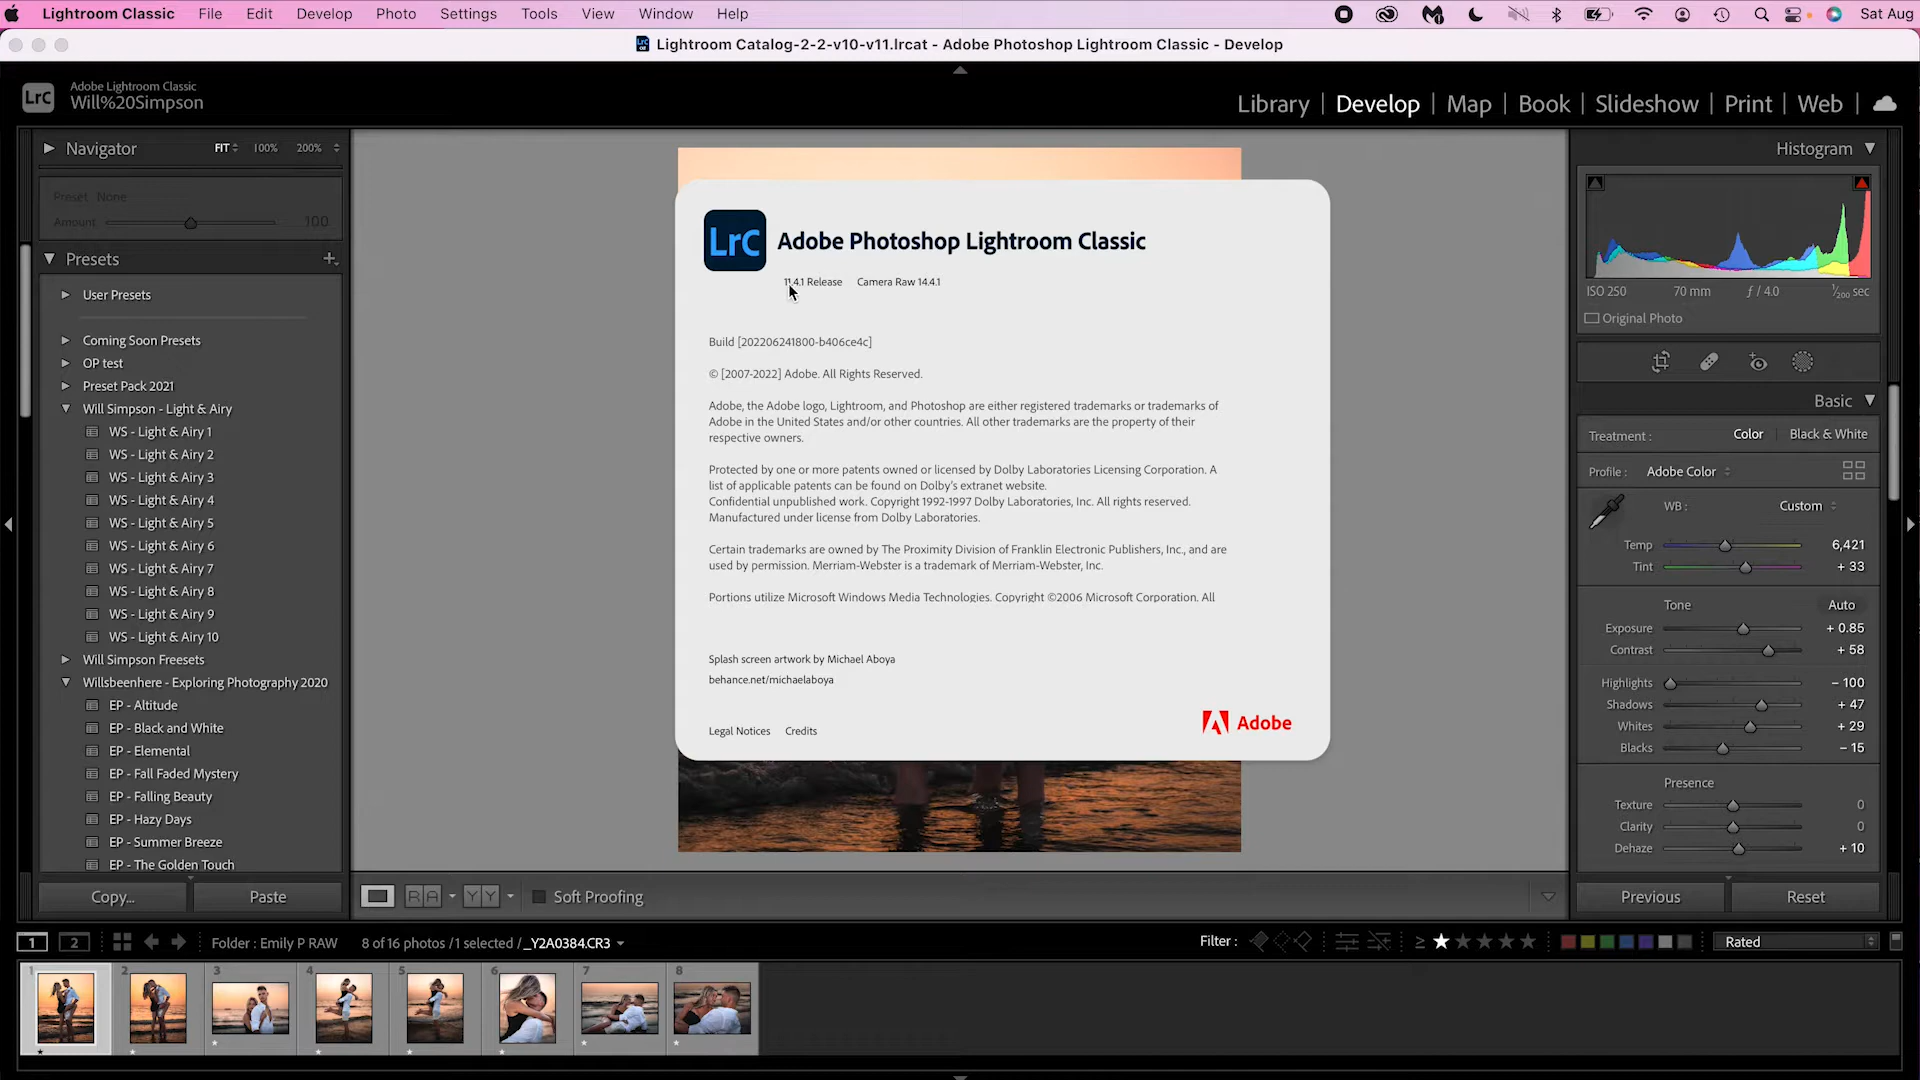 Lightroom Classic File Edit Develop Photo Settings Tools View Window Help Sat Aug
Lightroom Catalog-2-2-v10-v11.lrcat - Adobe Photoshop Lightroom Classic - Develop
LrC
Adobe Lightroom Classic
Will%20Simpson
Library | Develop | Map | Book | Slideshow | Print | Web |
Navigator FIT 100% 200%
Preset None
Amount 100
Presets
User Presets
Coming Soon Presets
OP test
Preset Pack 2021
Will Simpson - Light & Airy
WS - Light & Airy 1
WS - Light & Airy 2
WS - Light & Airy 3
WS - Light & Airy 4
WS - Light & Airy 5
WS - Light & Airy 6
WS - Light & Airy 7
WS - Light & Airy 8
WS - Light & Airy 9
WS - Light & Airy 10
Will Simpson Freesets
Willsbeenhere - Exploring Photography 2020
EP - Altitude
EP - Black and White
EP - Elemental
EP - Fall Faded Mystery
EP - Falling Beauty
EP - Hazy Days
EP - Summer Breeze
EP - The Golden Touch
Copy... Paste
LrC Adobe Photoshop Lightroom Classic
11.4.1 Release Camera Raw 14.4.1
Build [202206241800-b406ce4c]
© [2007-2022] Adobe. All Rights Reserved.
Adobe, the Adobe logo, Lightroom, and Photoshop are either registered trademarks or trademarks of
Adobe in the United States and/or other countries. All other trademarks are the property of their
respective owners.
Protected by one or more patents owned or licensed by Dolby Laboratories Licensing Corporation. A
list of applicable patents can be found on Dolby's extranet website.
Confidential unpublished work. Copyright 1992-1997 Dolby Laboratories, Inc. All rights reserved.
Manufactured under license from Dolby Laboratories.
Certain trademarks are owned by The Proximity Division of Franklin Electronic Publishers, Inc., and are
used by permission. Merriam-Webster is a trademark of Merriam-Webster, Inc.
Portions utilize Microsoft Windows Media Technologies. Copyright ©2006 Microsoft Corporation. All
Splash screen artwork by Michael Aboya
behance.net/michaelaboya
Legal Notices Credits
Adobe
Histogram
ISO 250 70 mm ƒ / 4.0 1/200 sec
Original Photo
Basic
Treatment : Color | Black & White
Profile : Adobe Color
WB : Custom
Temp 6,421
Tint + 33
Tone Auto
Exposure + 0.85
Contrast + 58
Highlights - 100
Shadows + 47
Whites + 29
Blacks - 15
Presence
Texture 0
Clarity 0
Dehaze + 10
Previous Reset
R A Y Y Soft Proofing
1 2 Folder : Emily P RAW 8 of 16 photos /1 selected /_Y2A0384.CR3 Filter : ≥ Rated
1 2 3 4 5 6 7 8